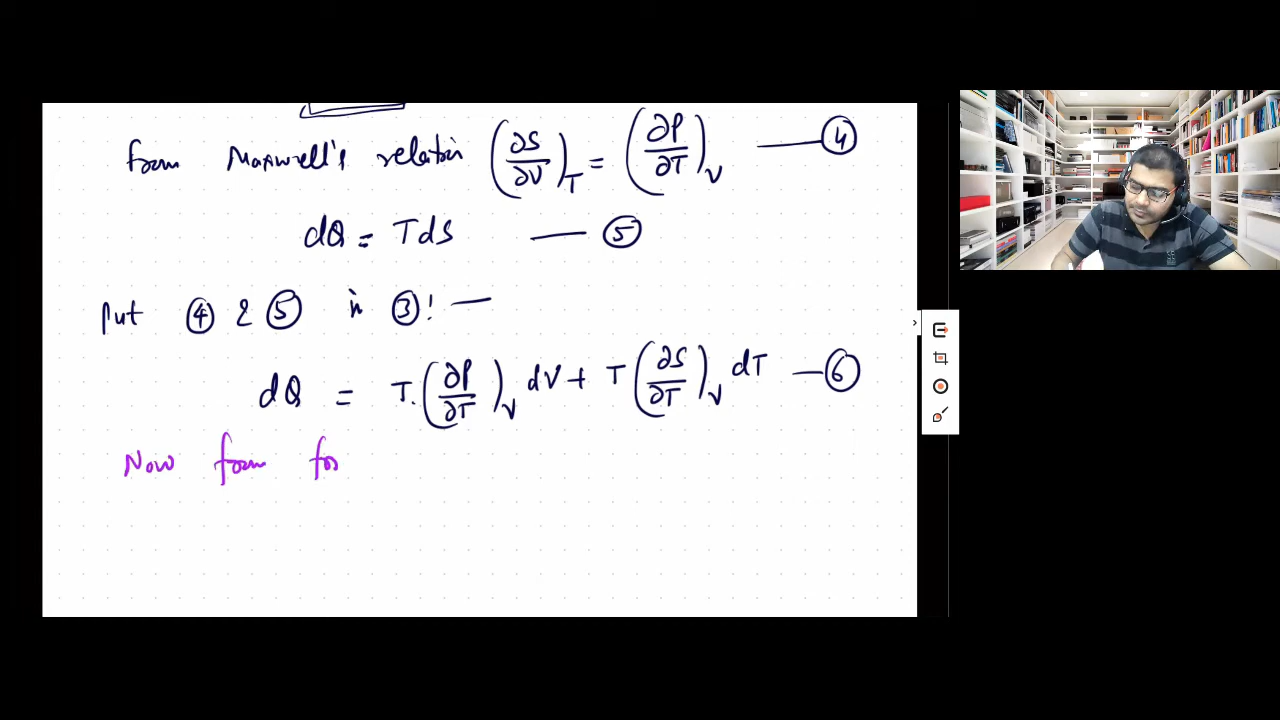 from Maxwell's relation (∂S/∂V)_T = (∂P/∂T)_V —— ④
dQ = TdS —— ⑤
Put ④ & ⑤ in ③! —
dQ = T.(∂P/∂T)_V dV + T(∂S/∂T)_V dT — ⑥
Now from for